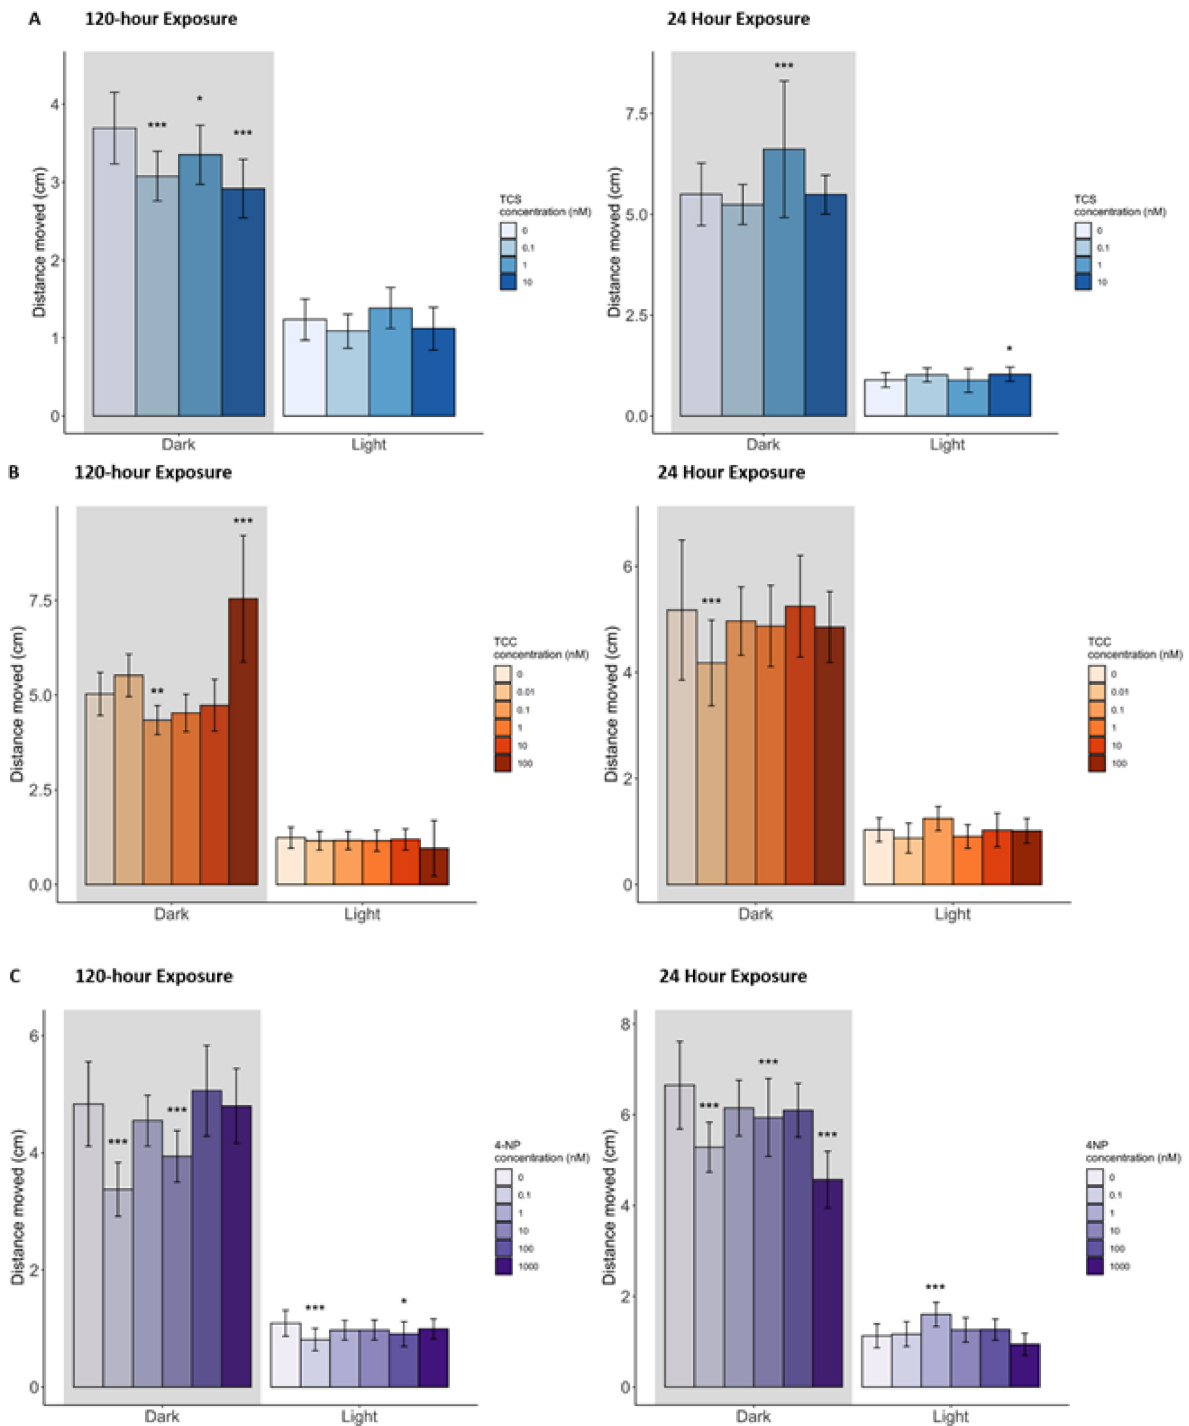 A
120-hour Exposure
24 Hour Exposure
Distance moved (cm)
4
3
2
1
0
***
*
***
Dark
Light
TCS
concentration (nM)
0
0.1
1
10
Distance moved (cm)
7.5
5.0
2.5
0.0
***
*
Dark
Light
TCS
concentration (nM)
0
0.1
1
10
B
120-hour Exposure
24 Hour Exposure
Distance moved (cm)
7.5
5.0
2.5
0.0
**
***
Dark
Light
TCC
concentration (nM)
0
0.01
0.1
1
10
100
Distance moved (cm)
6
4
2
0
***
Dark
Light
TCC
concentration (nM)
0
0.01
0.1
1
10
100
C
120-hour Exposure
24 Hour Exposure
Distance moved (cm)
6
4
2
0
***
***
***
*
Dark
Light
4-NP
concentration (nM)
0
0.1
1
10
100
1000
Distance moved (cm)
8
6
4
2
0
***
***
***
***
Dark
Light
4NP
concentration (nM)
0
0.1
1
10
100
1000